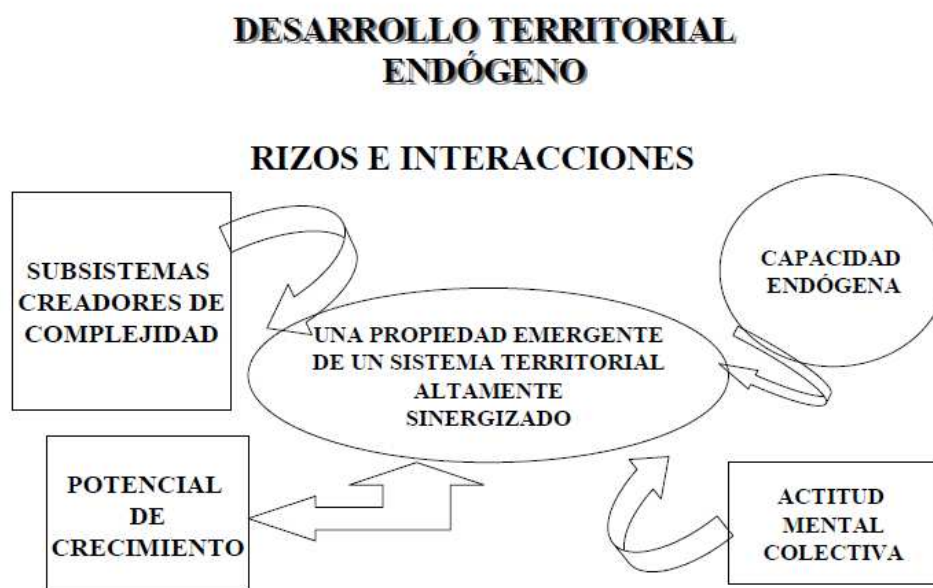 DESARROLLO TERRITORIAL
ENDÓGENO
RIZOS E INTERACCIONES
SUBSISTEMAS
CREADORES DE
COMPLEJIDAD
CAPACIDAD
ENDÓGENA
UNA PROPIEDAD EMERGENTE
DE UN SISTEMA TERRITORIAL
ALTAMENTE
SINERGIZADO
POTENCIAL
DE
CRECIMIENTO
ACTITUD
MENTAL
COLECTIVA